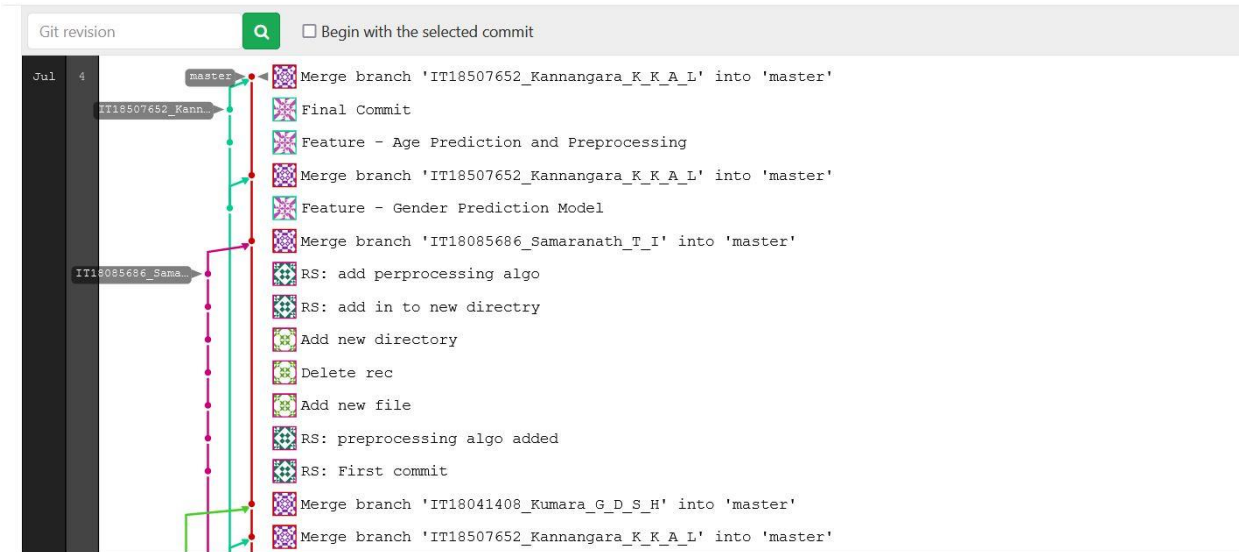 Git revision
Begin with the selected commit
Jul 4 master Merge branch 'IT18507652_Kannangara_K_K_A_L' into 'master'
IT18507652_Kann… Final Commit
Feature - Age Prediction and Preprocessing
Merge branch 'IT18507652_Kannangara_K_K_A_L' into 'master'
Feature - Gender Prediction Model
Merge branch 'IT18085686_Samaranath_T_I' into 'master'
IT18085686_Sama… RS: add perprocessing algo
RS: add in to new directry
Add new directory
Delete rec
Add new file
RS: preprocessing algo added
RS: First commit
Merge branch 'IT18041408_Kumara_G_D_S_H' into 'master'
Merge branch 'IT18507652_Kannangara_K_K_A_L' into 'master'